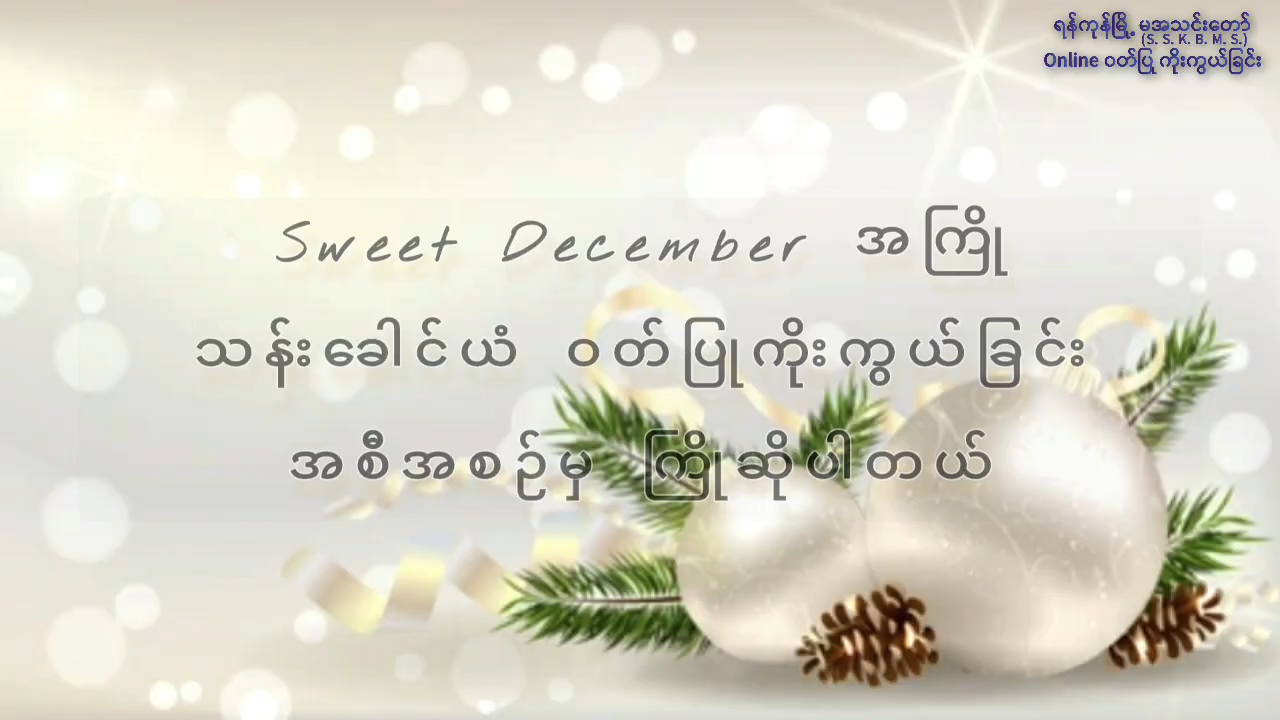 ရန်ကုန်မြို့ မအသင်းတော်
(S. S. K. B. M. S.)
Online ဝတ်ပြု ကိုးကွယ်ခြင်း
Sweet December အကြို
သန်းခေါင်ယံ ဝတ်ပြုကိုးကွယ်ခြင်း
အစီအစဉ်မှ ကြိုဆိုပါတယ်